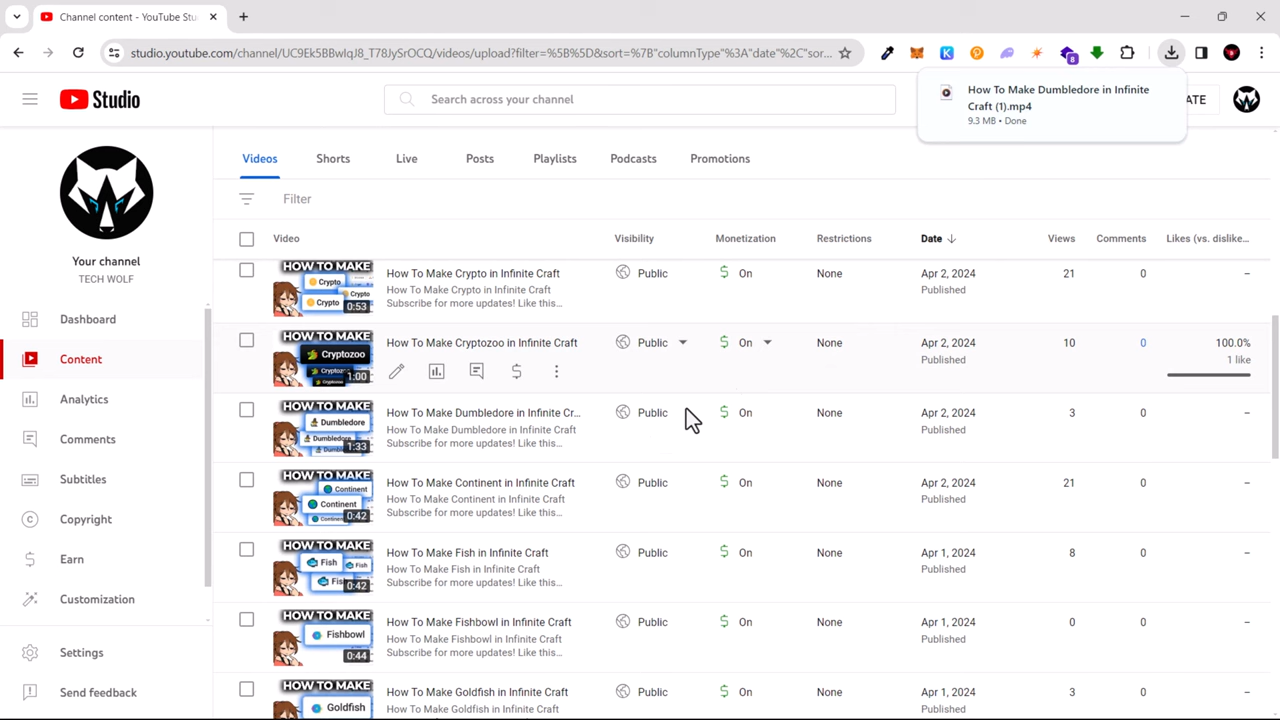 Channel content - YouTube Stu
studio.youtube.com/channel/UC9Ek5BBwlqJ8_T78JySrOCQ/videos/upload?filter=%5B%5D&sort=%7B"columnType"%3A"date"%2C"sor...
8
How To Make Dumbledore in Infinite
Craft (1).mp4
9.3 MB • Done
Studio
Search across your channel
ATE
Your channel
TECH WOLF
Dashboard
Content
Analytics
Comments
Subtitles
Copyright
Earn
Customization
Settings
Send feedback
Videos Shorts Live Posts Playlists Podcasts Promotions
Filter
Video Visibility Monetization Restrictions Date Views Comments Likes (vs. dislike...
HOW TO MAKE
Crypto
Crypto
Crypto
0:53
How To Make Crypto in Infinite Craft
How To Make Crypto in Infinite Craft
Subscribe for more updates! Like this...
Public On None Apr 2, 2024 21 0 –
Published
HOW TO MAKE
Cryptozoo
1:00
How To Make Cryptozoo in Infinite Craft
Public On None Apr 2, 2024 10 0 100.0%
Published 1 like
HOW TO MAKE
Dumbledore
Dumbledore
1:33
How To Make Dumbledore in Infinite Cr...
How To Make Dumbledore in Infinite Craft
Subscribe for more updates! Like this...
Public On None Apr 2, 2024 3 0 –
Published
HOW TO MAKE
Continent
Continent
0:42
How To Make Continent in Infinite Craft
How To Make Continent in Infinite Craft
Subscribe for more updates! Like this...
Public On None Apr 2, 2024 21 0 –
Published
HOW TO MAKE
Fish
Fish
0:42
How To Make Fish in Infinite Craft
How To Make Fish in Infinite Craft
Subscribe for more updates! Like this...
Public On None Apr 1, 2024 8 0 –
Published
HOW TO MAKE
Fishbowl
0:44
How To Make Fishbowl in Infinite Craft
How To Make Fishbowl in Infinite Craft
Subscribe for more updates! Like this...
Public On None Apr 1, 2024 0 0 –
Published
HOW TO MAKE
Goldfish
How To Make Goldfish in Infinite Craft
How To Make Goldfish in Infinite Craft
Public On None Apr 1, 2024 3 0 –
Published